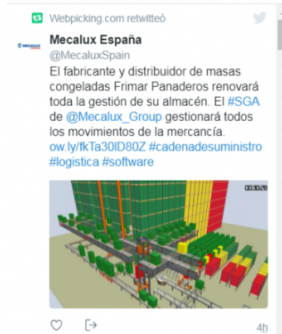 Webpicking.com retwitteó
Mecalux España
@MecaluxSpain
El fabricante y distribuidor de masas
congeladas Frimar Panaderos renovará
toda la gestión de su almacén. El #SGA
de @Mecalux_Group gestionará todos
los movimientos de la mercancía.
ow.ly/fkTa30lD80Z #cadenadesuministro
#logistica #software
4h